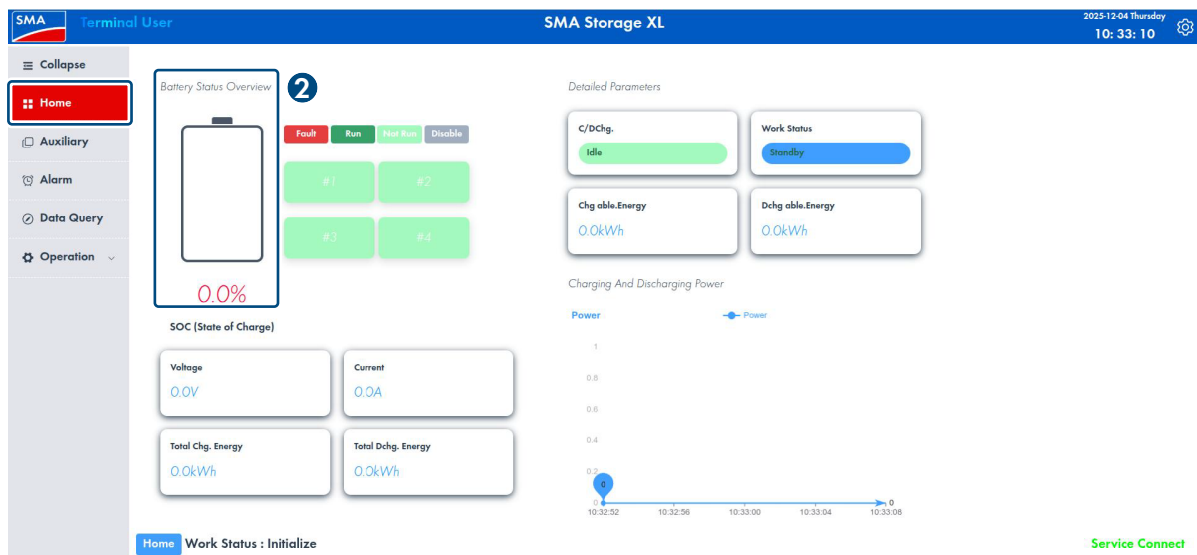 SMA
Terminal User
SMA Storage XL
2025-12-04 Thursday
10: 33: 10
Collapse
Home
Auxiliary
Alarm
Data Query
Operation
Battery Status Overview
2
Fault
Run
Not Run
Disable
#1
#2
#3
#4
0.0%
SOC (State of Charge)
Voltage
0.0V
Current
0.0A
Total Chg. Energy
0.0kWh
Total Dchg. Energy
0.0kWh
Detailed Parameters
C/DChg.
Idle
Work Status
Standby
Chg able.Energy
0.0kWh
Dchg able.Energy
0.0kWh
Charging And Discharging Power
Power
Power
1
0.8
0.6
0.4
0.2
0
0
0
10:32:52
10:32:56
10:33:00
10:33:04
10:33:08
Home
Work Status : Initialize
Service Connect